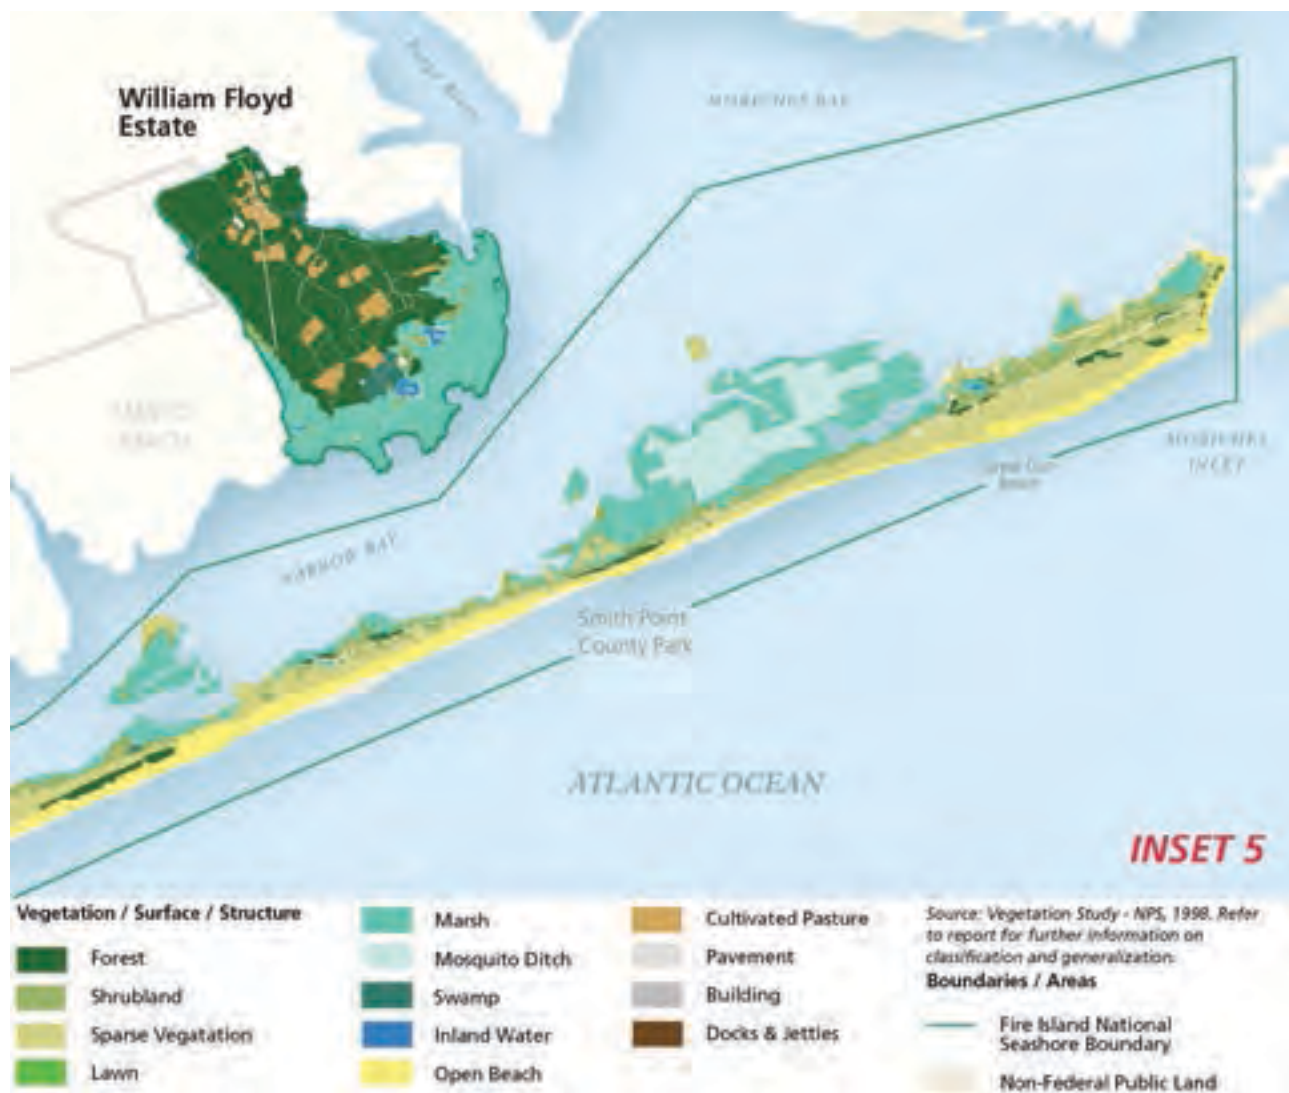 William Floyd
Estate
MORICHES BAY
NARROW BAY
MORICHES
INLET
Smith Point
County Park
ATLANTIC OCEAN
INSET 5
Vegetation / Surface / Structure
Forest
Shrubland
Sparse Vegatation
Lawn
Marsh
Mosquito Ditch
Swamp
Inland Water
Open Beach
Cultivated Pasture
Pavement
Building
Docks & Jetties
Source: Vegetation Study - NPS, 1998. Refer
to report for further information on
classification and generalization.
Boundaries / Areas
Fire Island National
Seashore Boundary
Non-Federal Public Land